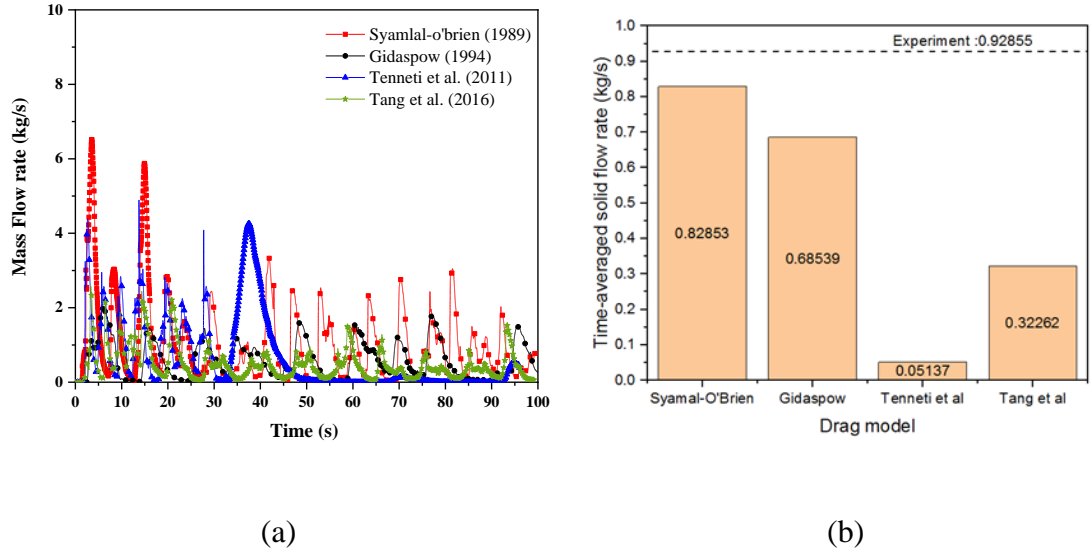 10
8
6
4
2
0
0 10 20 30 40 50 60 70 80 90 100
Mass Flow rate (kg/s)
Time (s)
Syamlal-o'brien (1989)
Gidaspow (1994)
Tenneti et al. (2011)
Tang et al. (2016)
(a)
1.0
0.9
0.8
0.7
0.6
0.5
0.4
0.3
0.2
0.1
0.0
Time-averaged solid flow rate (kg/s)
Experiment :0.92855
0.82853
0.68539
0.05137
0.32262
Syamal-O'Brien Gidaspow Tenneti et al Tang et al
Drag model
(b)